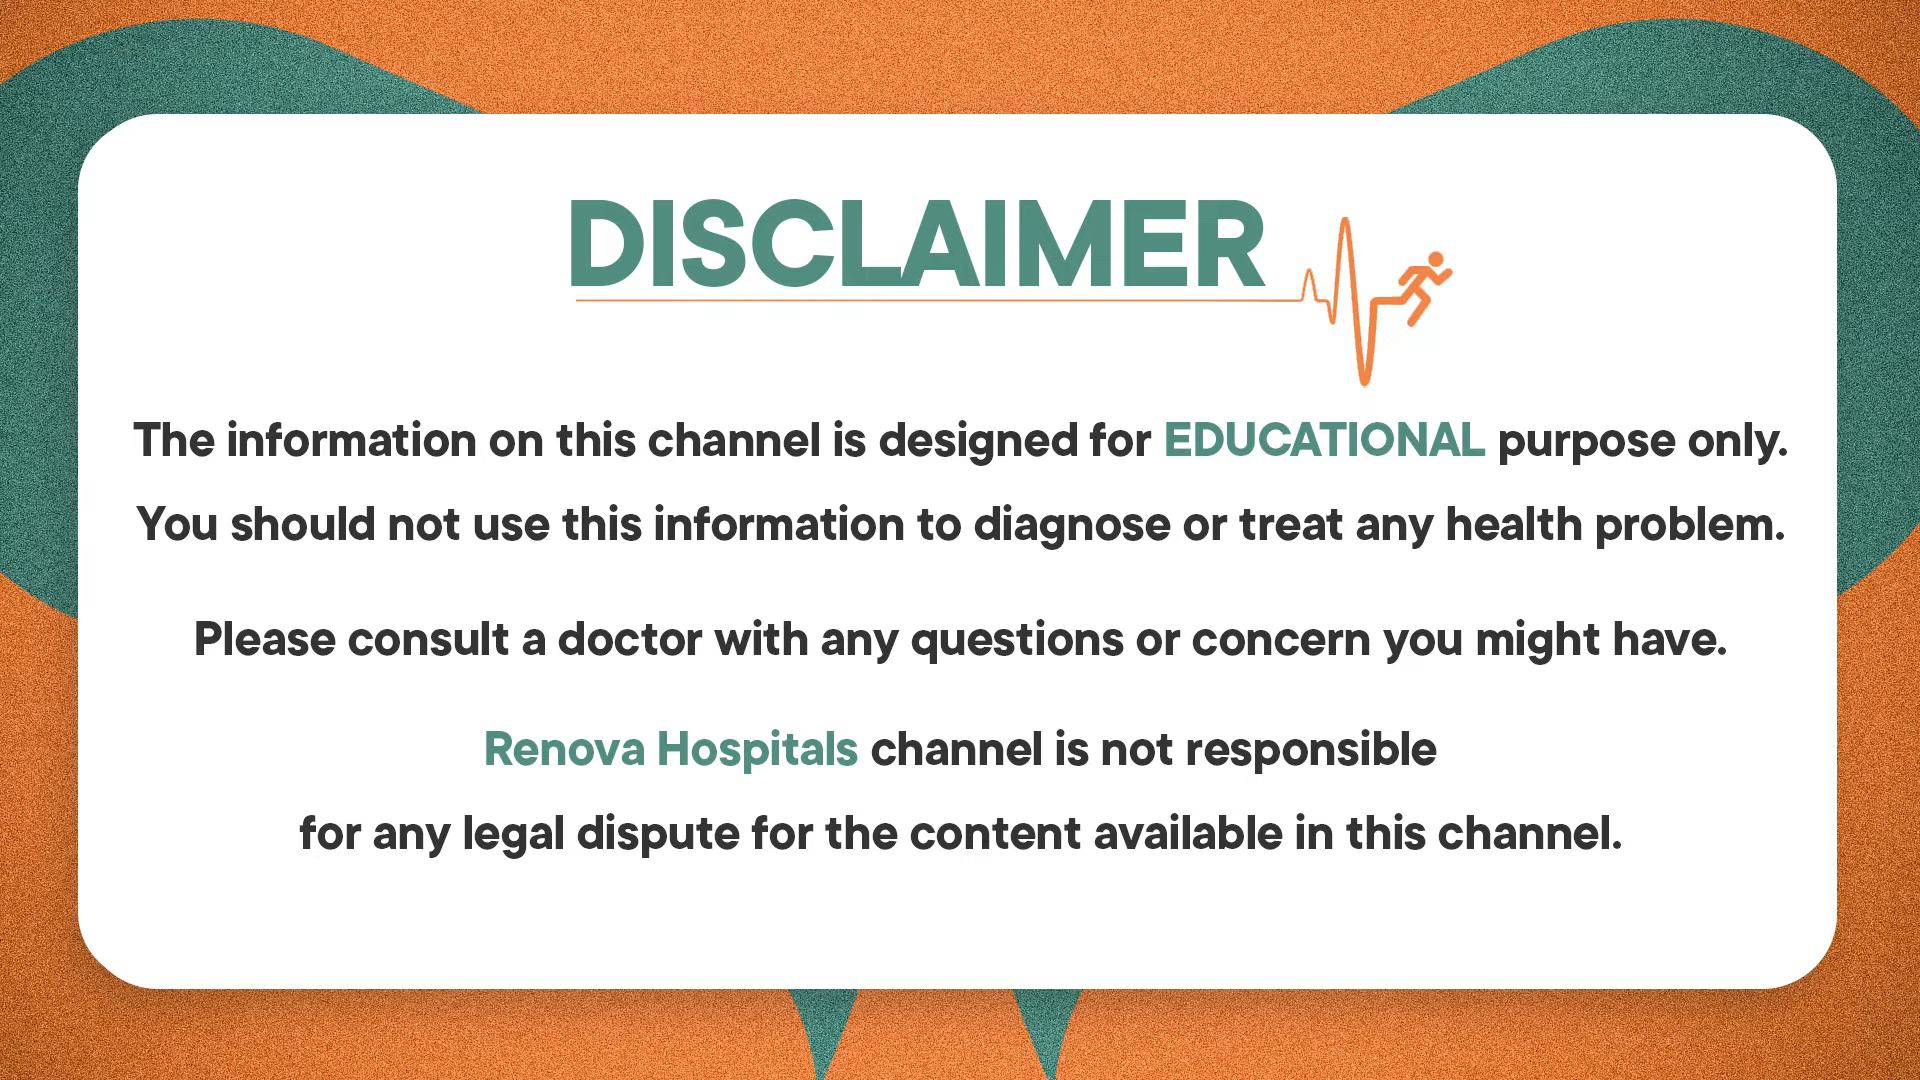 DISCLAIMER
The information on this channel is designed for EDUCATIONAL purpose only.
You should not use this information to diagnose or treat any health problem.
Please consult a doctor with any questions or concern you might have.
Renova Hospitals channel is not responsible
for any legal dispute for the content available in this channel.